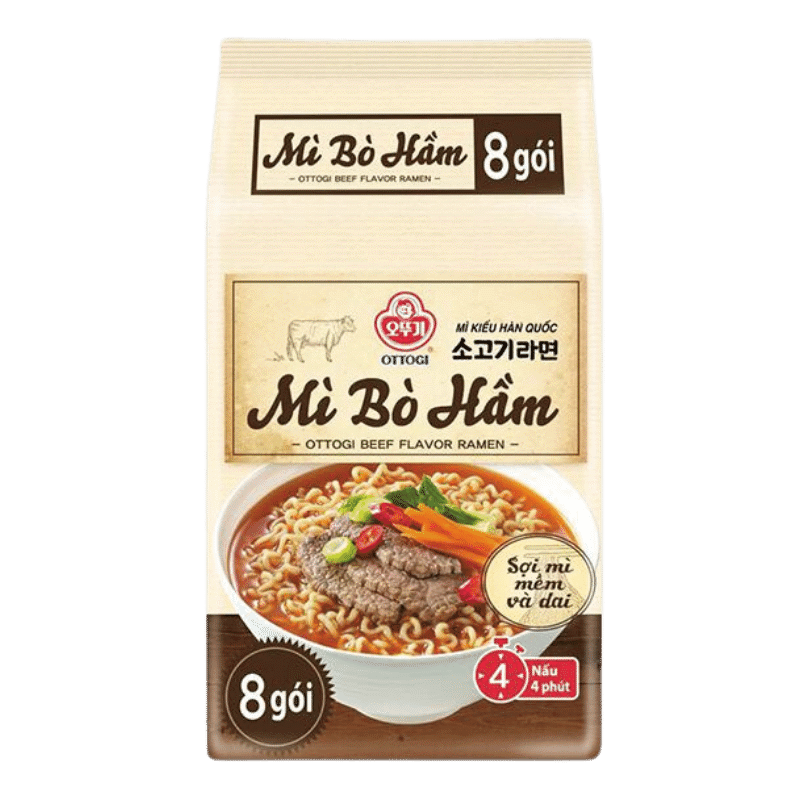 Mì Bò Hầm
8 gói
– OTTOGI BEEF FLAVOR RAMEN –
오뚜기
OTTOGI
®
MÌ KIỂU HÀN QUỐC
소고기라면
Mì Bò Hầm
– OTTOGI BEEF FLAVOR RAMEN –
Sợi mì
mềm
và dai
4
Nấu
4 phút
8 gói